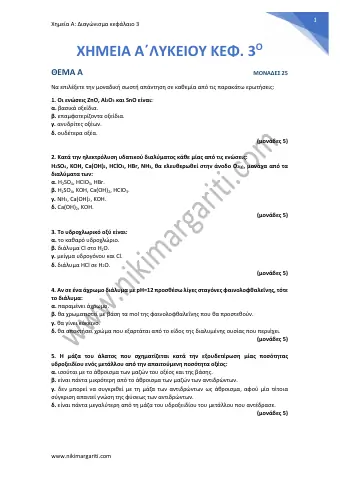 Χημεία Α: Διαγώνισμα κεφάλαιο 3
1
ΧΗΜΕΙΑ Α΄ΛΥΚΕΙΟΥ ΚΕΦ. 3Ο
ΘΕΜΑ Α ΜΟΝΑΔΕΣ 25
Να επιλέξετε την μοναδική σωστή απάντηση σε καθεμία από τις παρακάτω ερωτήσεις:
1. Οι ενώσεις ZnO, Al₂O₃ και SnO είναι:
α. βασικά οξείδια.
β. επαμφοτερίζοντα οξείδια.
γ. ανυδρίτες οξέων.
δ. ουδέτερα οξέα.
(μονάδες 5)
2. Κατά την ηλεκτρόλυση υδατικού διαλύματος κάθε μίας από τις ενώσεις:
H₂SO₄, KOH, Ca(OH)₂, HClO₃, HBr, NH₃, θα ελευθερωθεί στην άνοδο O₂ μονάχα από τα
διαλύματα των:
α. H₂SO₄, HClO₃, HBr.
β. H₂SO₄, KOH, Ca(OH)₂, HClO₃.
γ. NH₃, Ca(OH)₂, KOH.
δ. Ca(OH)₂, KOH.
(μονάδες 5)
3. Το υδροχλωρικό οξύ είναι:
α. το καθαρό υδροχλώριο.
β. διάλυμα Cl στο H₂O.
γ. μείγμα υδρογόνου και Cl.
δ. διάλυμα HCl σε H₂O.
(μονάδες 5)
4. Αν σε ένα άχρωμο διάλυμα με pH=12 προσθέσω λίγες σταγόνες φαινολοφθαλεΐνης, τότε
το διάλυμα:
α. παραμένει άχρωμο.
β. θα χρωματιστεί με βάση τα mol της φαινολοφθαλεΐνης που θα προστεθούν.
γ. θα γίνει κόκκινο.
δ. θα αποκτήσει χρώμα που εξαρτάται από το είδος της διαλυμένης ουσίας που περιέχει.
(μονάδες 5)
5. Η μάζα του άλατος που σχηματίζεται κατά την εξουδετέρωση μίας ποσότητας
υδροξειδίου ενός μετάλλου από την απαιτούμενη ποσότητα οξέος:
α. ισούται με το άθροισμα των μαζών του οξέος και της βάσης.
β. είναι πάντα μικρότερη από το άθροισμα των μαζών των αντιδρώντων.
γ. δεν μπορεί να συγκριθεί με τη μάζα των αντιδρώντων ως άθροισμα, αφού μία τέτοια
σύγκριση απαιτεί γνώση της φύσεως των αντιδρώντων.
δ. είναι πάντα μεγαλύτερη από τη μάζα του υδροξειδίου του μετάλλου που αντέδρασε.
(μονάδες 5)
www.nikimargariti.com
www.nikimargariti.com